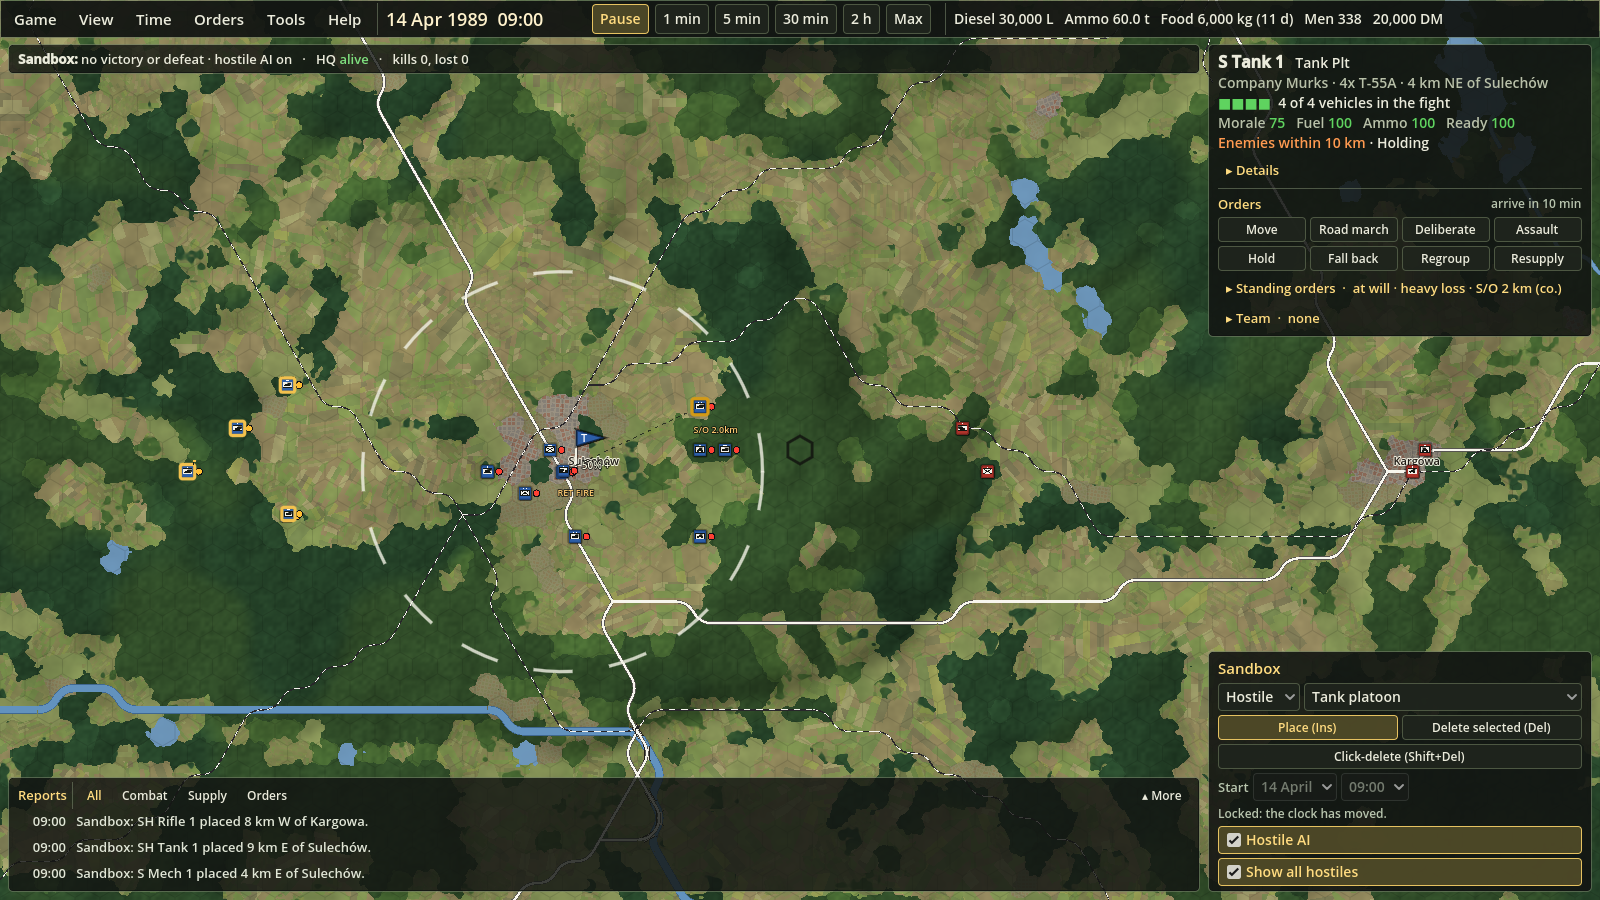 Game View Time Orders Tools Help 14 Apr 1989 09:00 Pause 1 min 5 min 30 min 2 h Max Diesel 30,000 L Ammo 60.0 t Food 6,000 kg (11 d) Men 338 20,000 DM
Sandbox: no victory or defeat · hostile AI on · HQ alive · kills 0, lost 0
S Tank 1 Tank Plt
Company Murks · 4x T-55A · 4 km NE of Sulechów
4 of 4 vehicles in the fight
Morale 75 Fuel 100 Ammo 100 Ready 100
Enemies within 10 km · Holding
▸ Details
Orders arrive in 10 min
Move Road march Deliberate Assault
Hold Fall back Regroup Resupply
▸ Standing orders · at will · heavy loss · S/O 2 km (co.)
▸ Team · none
S/O 2.0km
T
Sulechów
RET FIRE
Kargowa
Sandbox
Hostile Tank platoon
Place (Ins) Delete selected (Del)
Click-delete (Shift+Del)
Start 14 April 09:00
Locked: the clock has moved.
Hostile AI
Show all hostiles
Reports All Combat Supply Orders ▴ More
09:00 Sandbox: SH Rifle 1 placed 8 km W of Kargowa.
09:00 Sandbox: SH Tank 1 placed 9 km E of Sulechów.
09:00 Sandbox: S Mech 1 placed 4 km E of Sulechów.